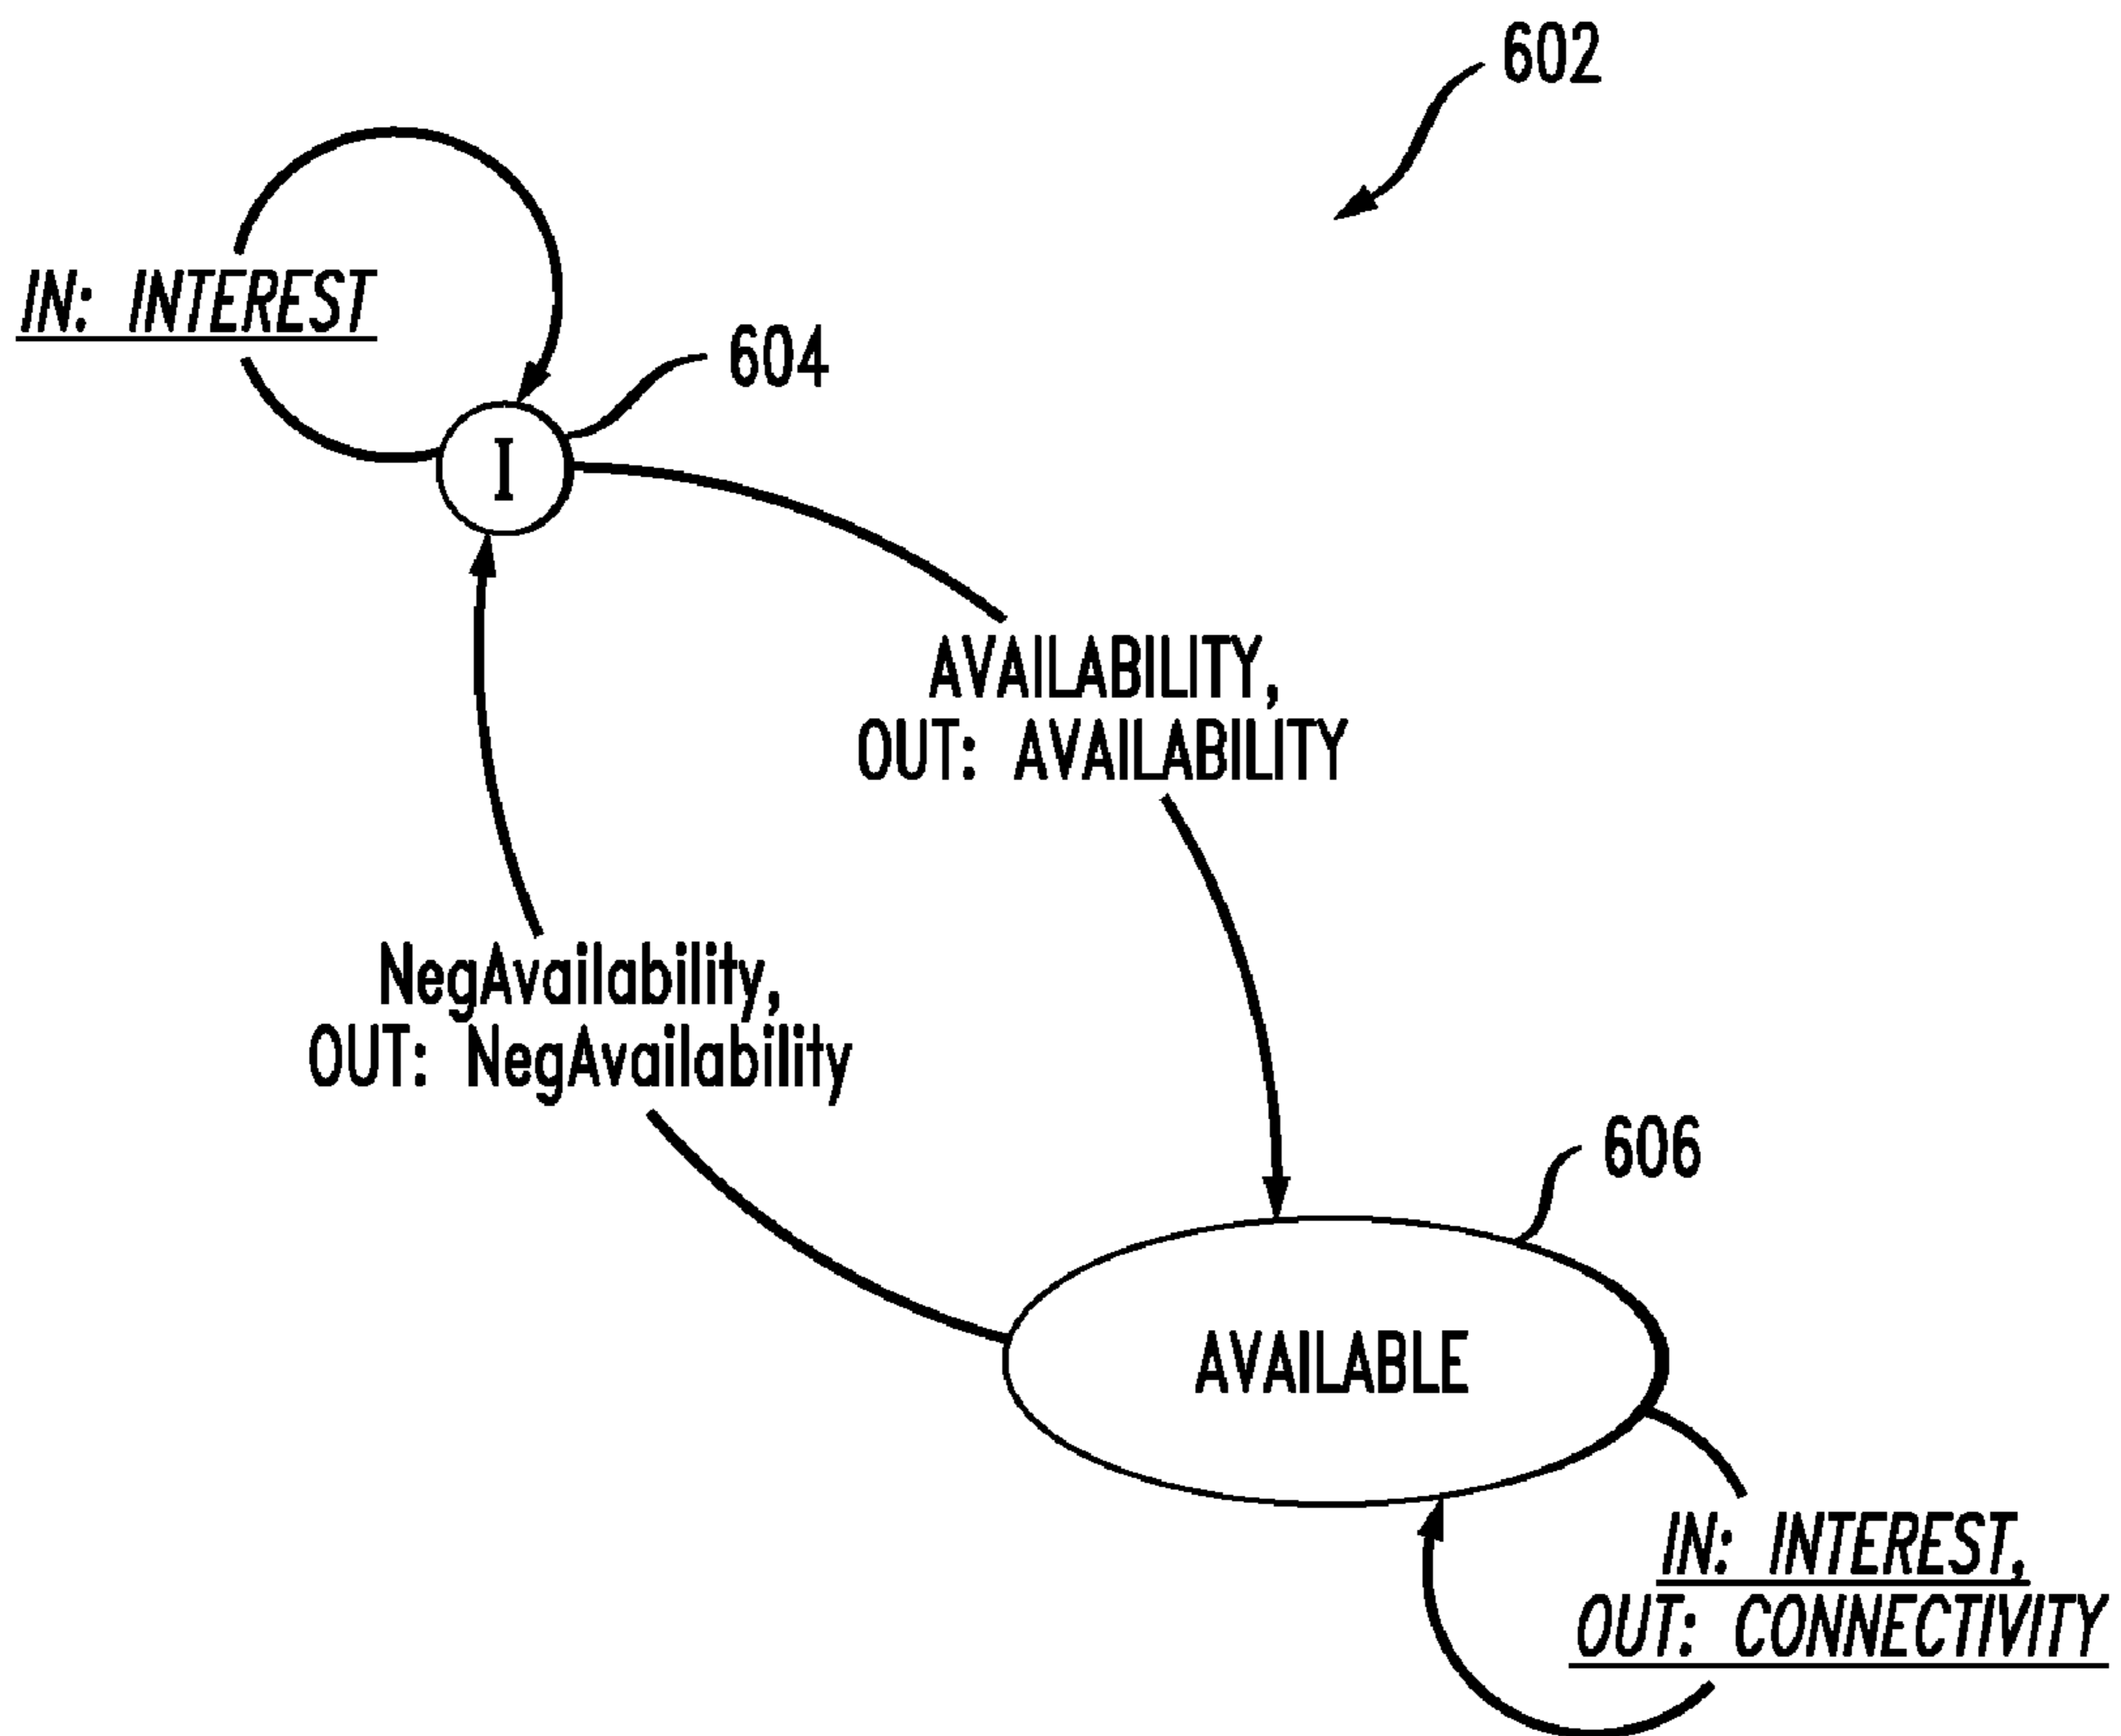 602
IN: INTEREST
604
I
AVAILABILITY,
OUT: AVAILABILITY
NegAvailability,
OUT: NegAvailability
606
AVAILABLE
IN: INTEREST,
OUT: CONNECTIVITY